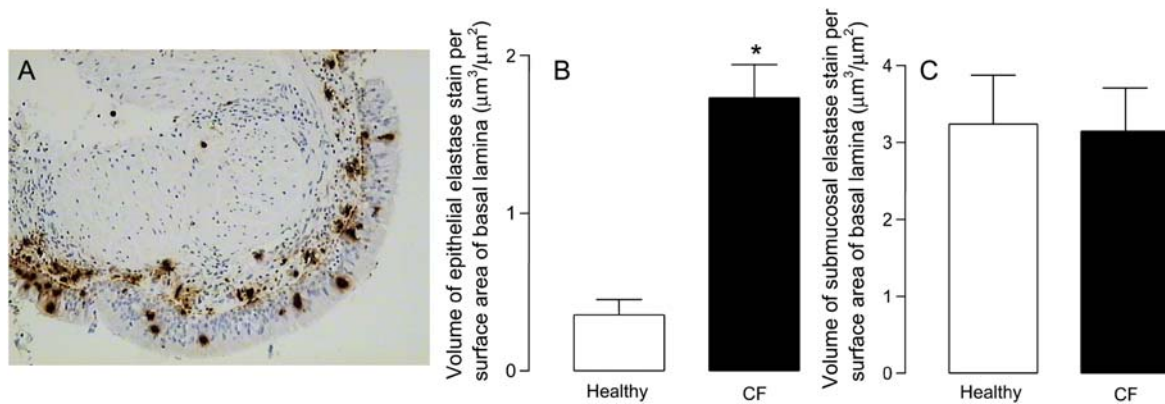 A
Volume of epithelial elastase stain per
surface area of basal lamina (μm³/μm²)
B
2
1
0
*
Healthy
CF
Volume of submucosal elastase stain per
surface area of basal lamina (μm³/μm²)
C
4
3
2
1
0
Healthy
CF